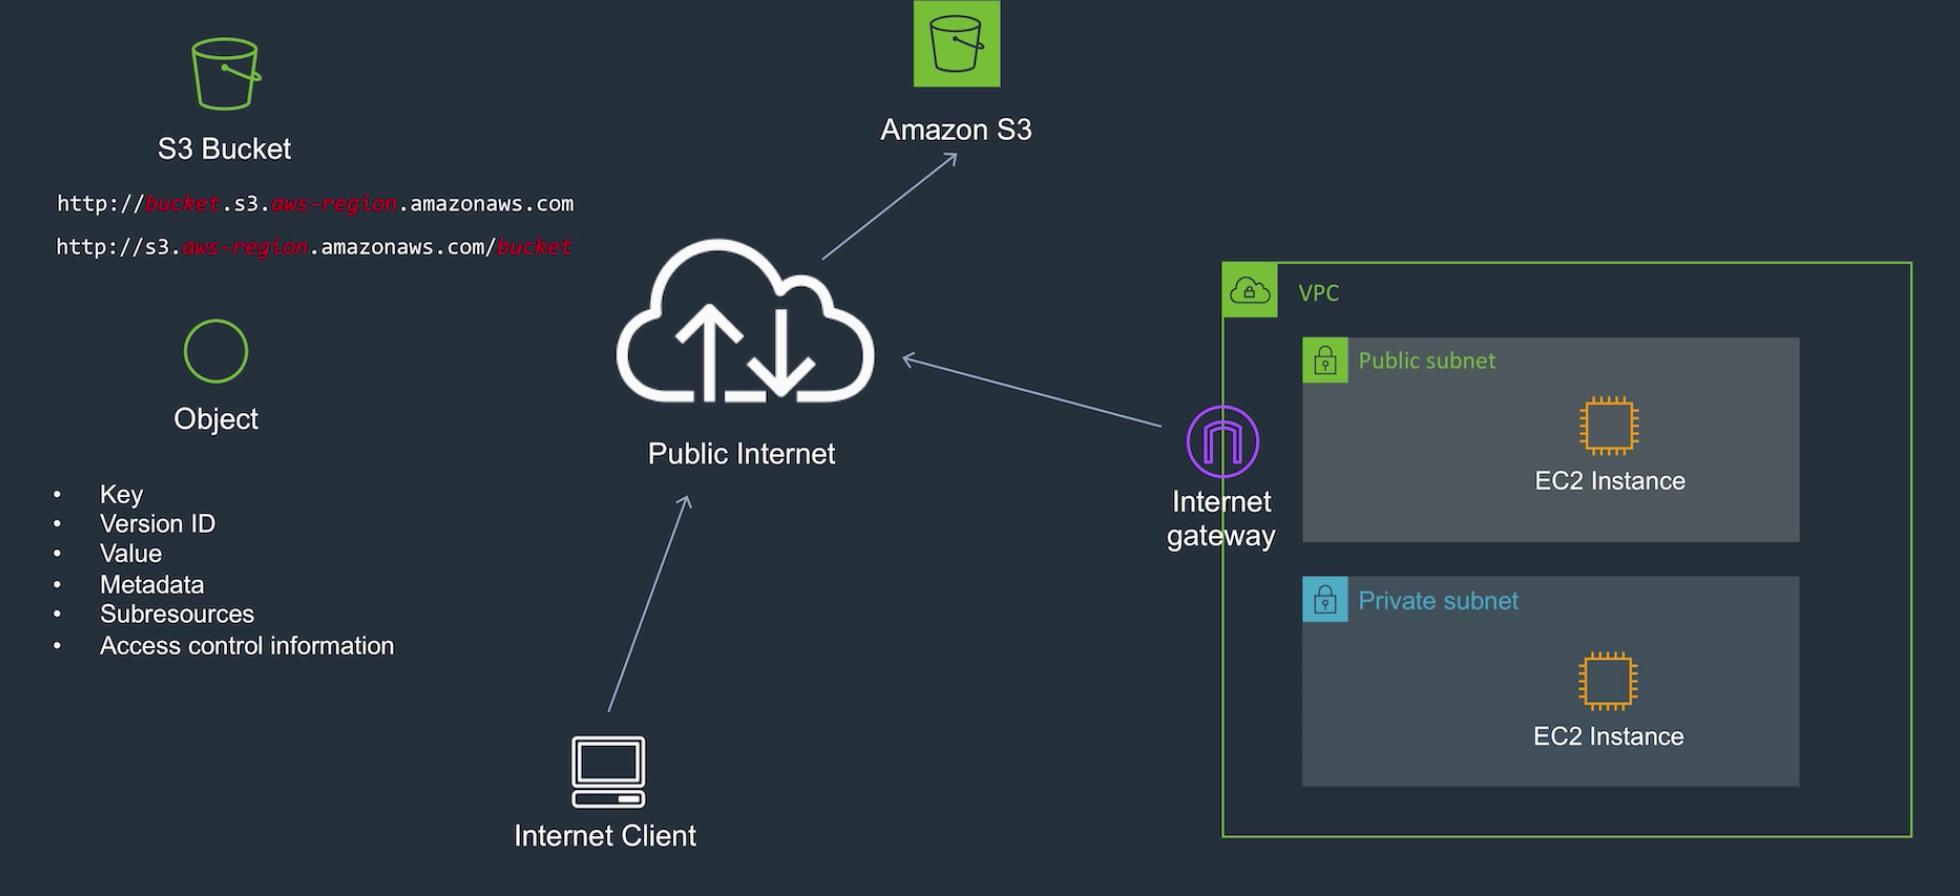 S3 Bucket
http://bucket.s3.aws-region.amazonaws.com
http://s3.aws-region.amazonaws.com/bucket
Object
• Key
• Version ID
• Value
• Metadata
• Subresources
• Access control information
Amazon S3
Public Internet
Internet Client
VPC
Public subnet
EC2 Instance
Internet
gateway
Private subnet
EC2 Instance